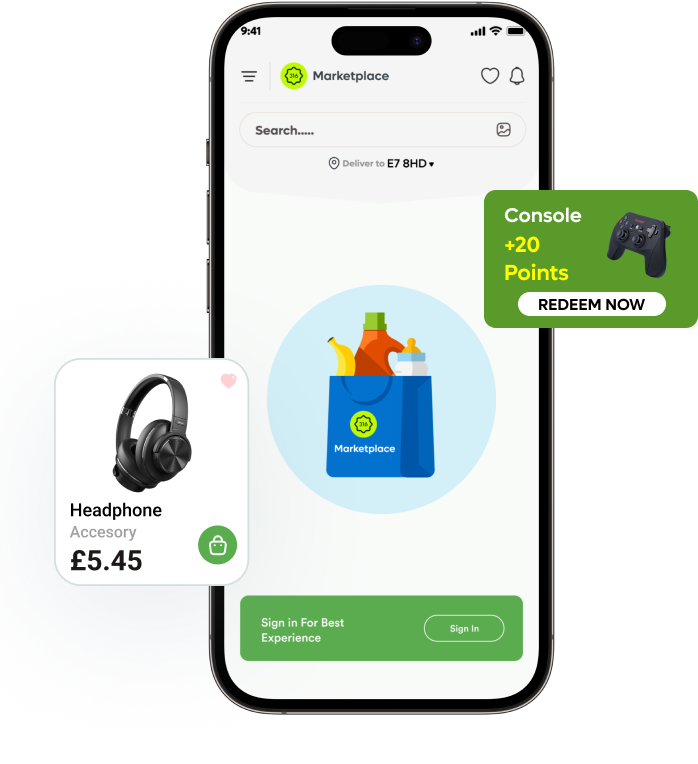 9:41
316
Marketplace
Search.....
Deliver to E7 8HD
Console
+20
Points
REDEEM NOW
316
Marketplace
Headphone
Accesory
£5.45
Sign in For Best
Experience
Sign In